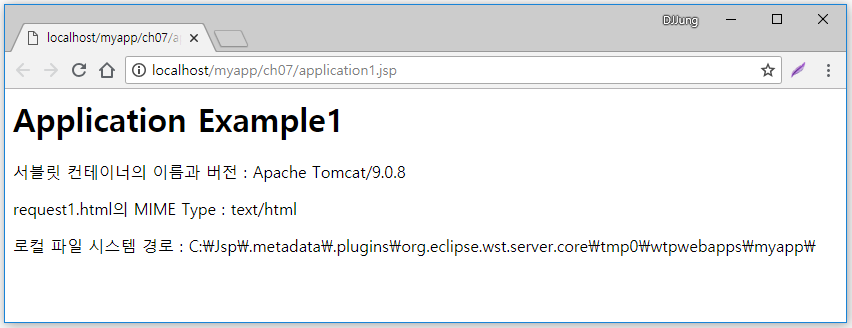 DJJung
localhost/myapp/ch07/a
localhost/myapp/ch07/application1.jsp
Application Example1
서블릿 컨테이너의 이름과 버전 : Apache Tomcat/9.0.8
request1.html의 MIME Type : text/html
로컬 파일 시스템 경로 : C:₩Jsp₩.metadata₩.plugins₩org.eclipse.wst.server.core₩tmp0₩wtpwebapps₩myapp₩